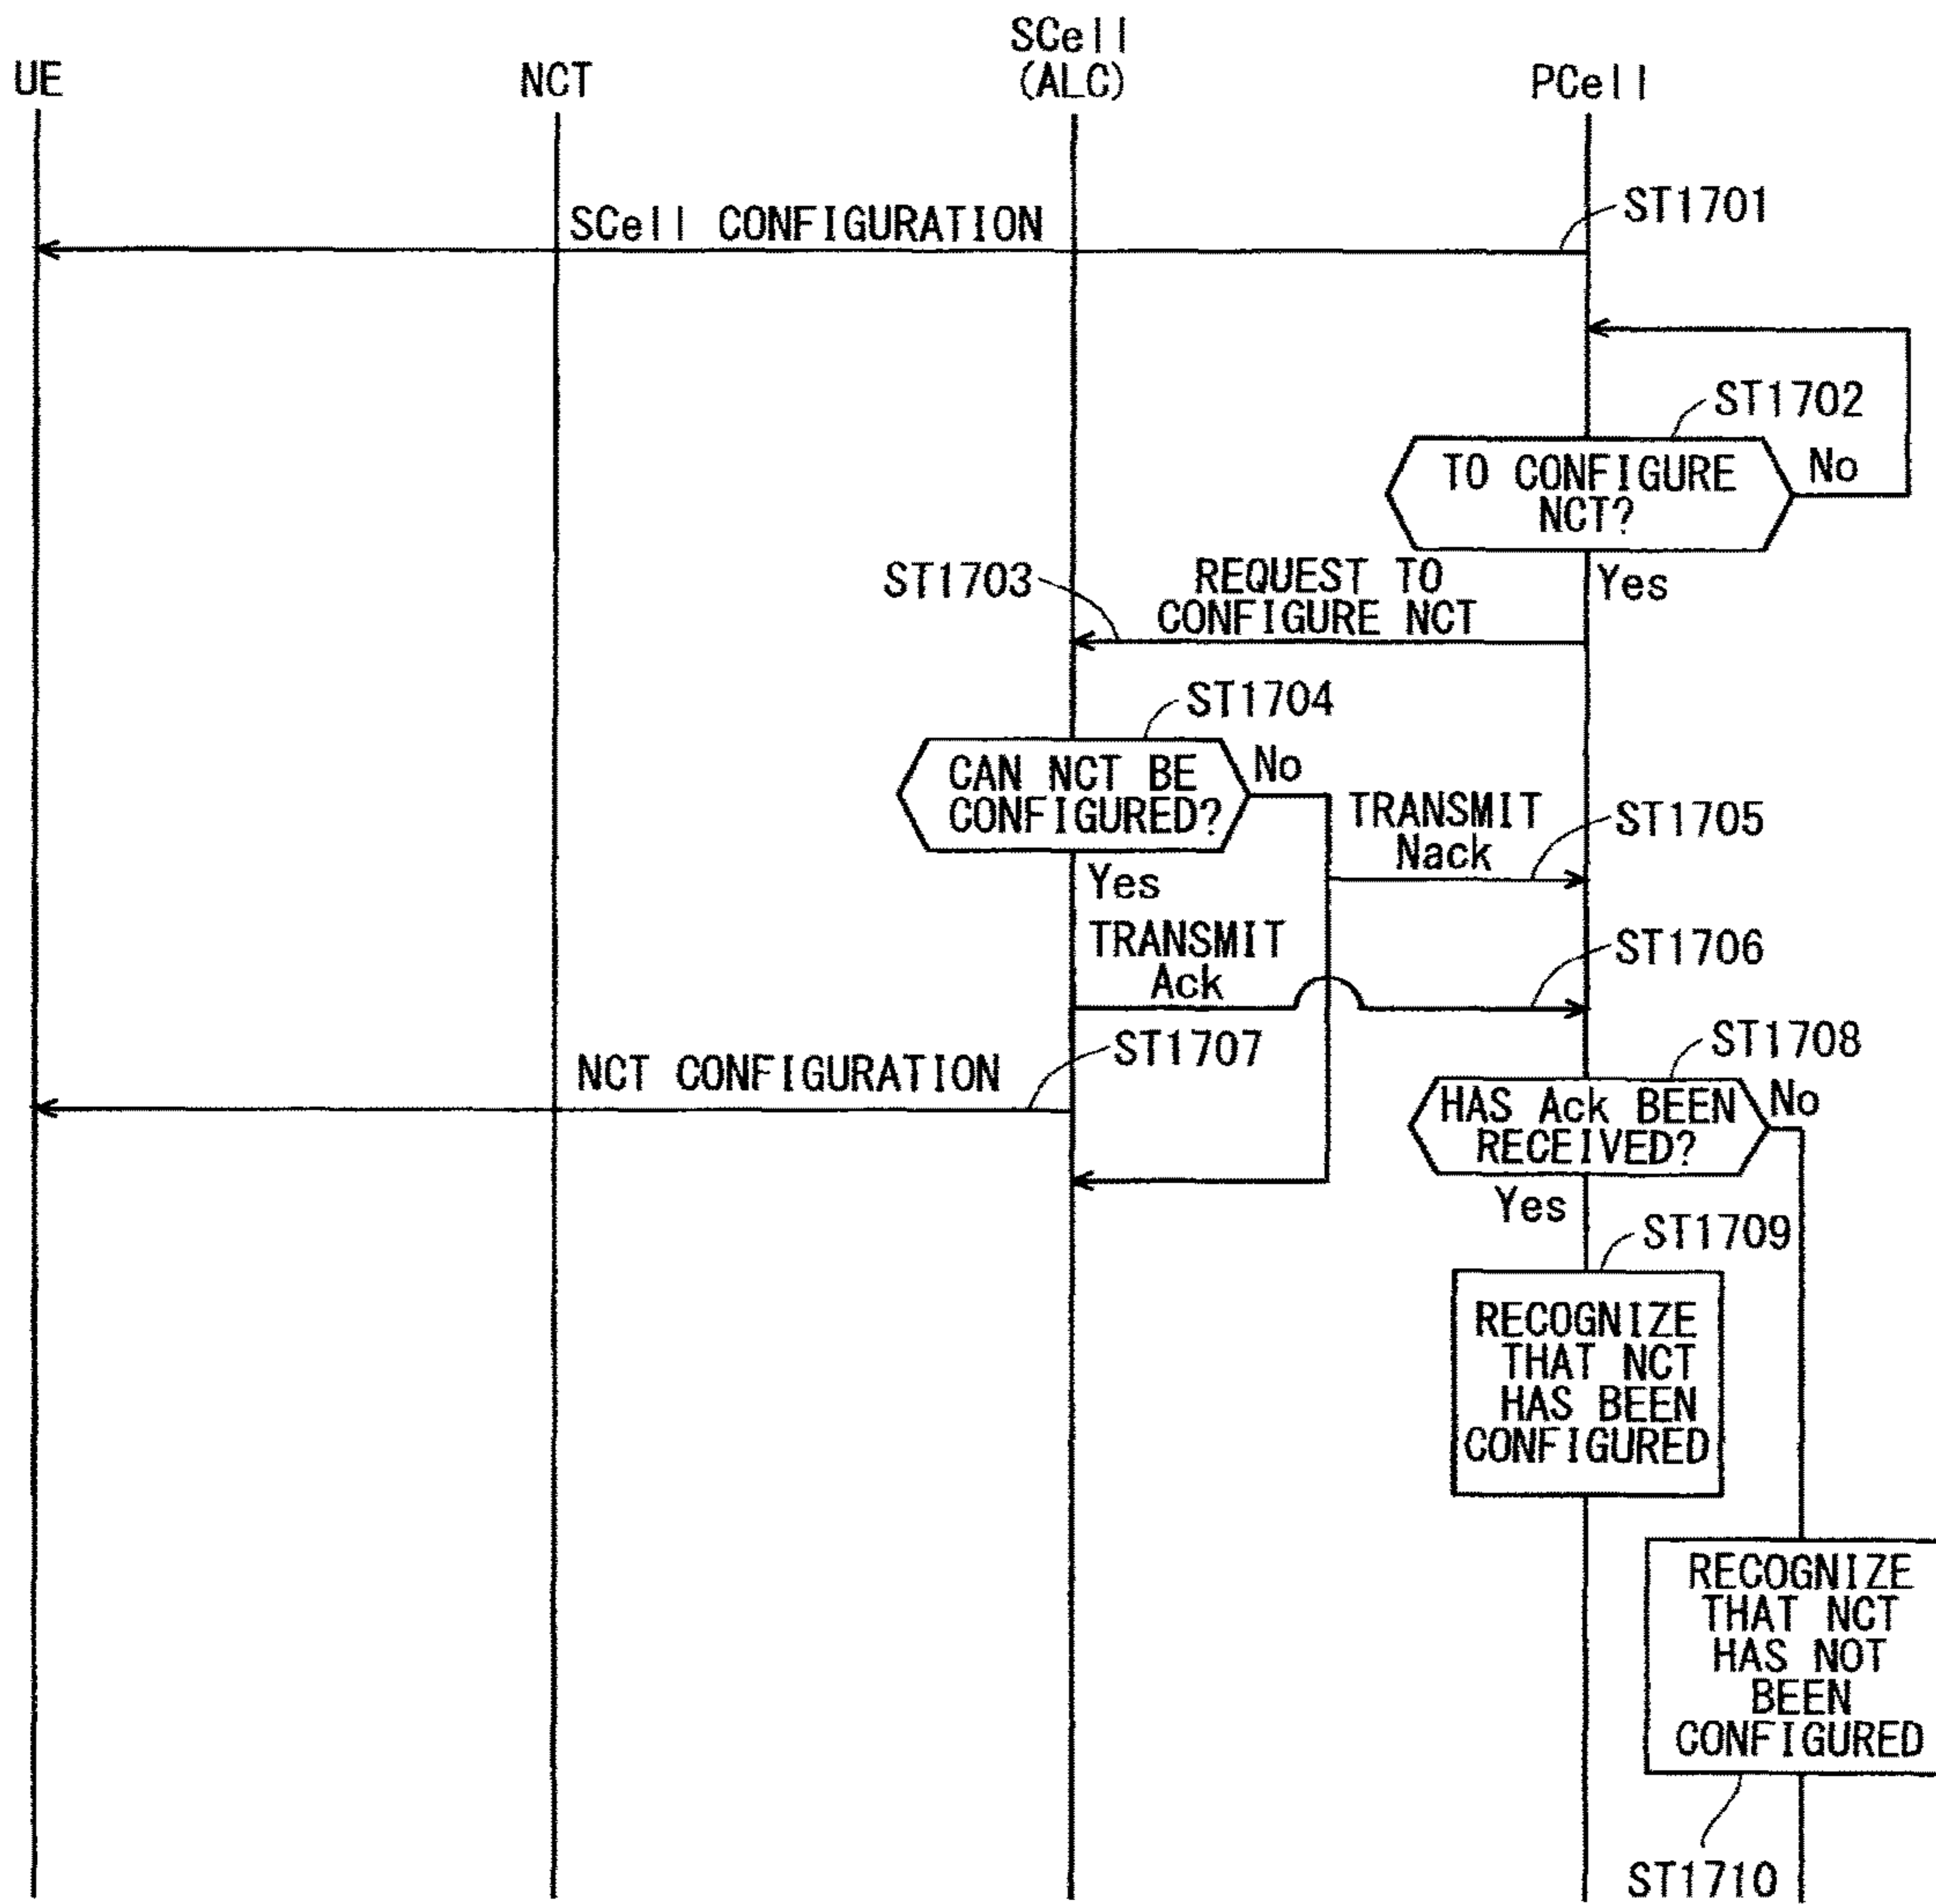 UE
NCT
SCell
(ALC)
PCell
SCell CONFIGURATION
ST1701
ST1702
TO CONFIGURE
NCT?
No
Yes
ST1703
REQUEST TO
CONFIGURE NCT
ST1704
CAN NCT BE
CONFIGURED?
No
Yes
TRANSMIT
Nack
ST1705
TRANSMIT
Ack
ST1706
NCT CONFIGURATION
ST1707
ST1708
HAS Ack BEEN
RECEIVED?
No
Yes
ST1709
RECOGNIZE
THAT NCT
HAS BEEN
CONFIGURED
RECOGNIZE
THAT NCT
HAS NOT
BEEN
CONFIGURED
ST1710